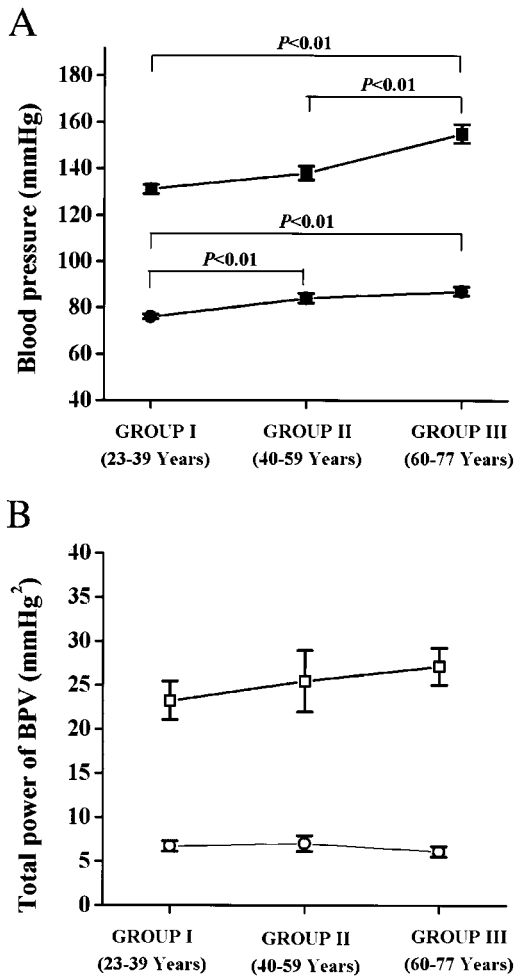 A
P<0.01
P<0.01
P<0.01
P<0.01
Blood pressure (mmHg)
180
160
140
120
100
80
60
40
GROUP I
(23-39 Years)
GROUP II
(40-59 Years)
GROUP III
(60-77 Years)
B
Total power of BPV (mmHg²)
40
35
30
25
20
15
10
5
0
GROUP I
(23-39 Years)
GROUP II
(40-59 Years)
GROUP III
(60-77 Years)